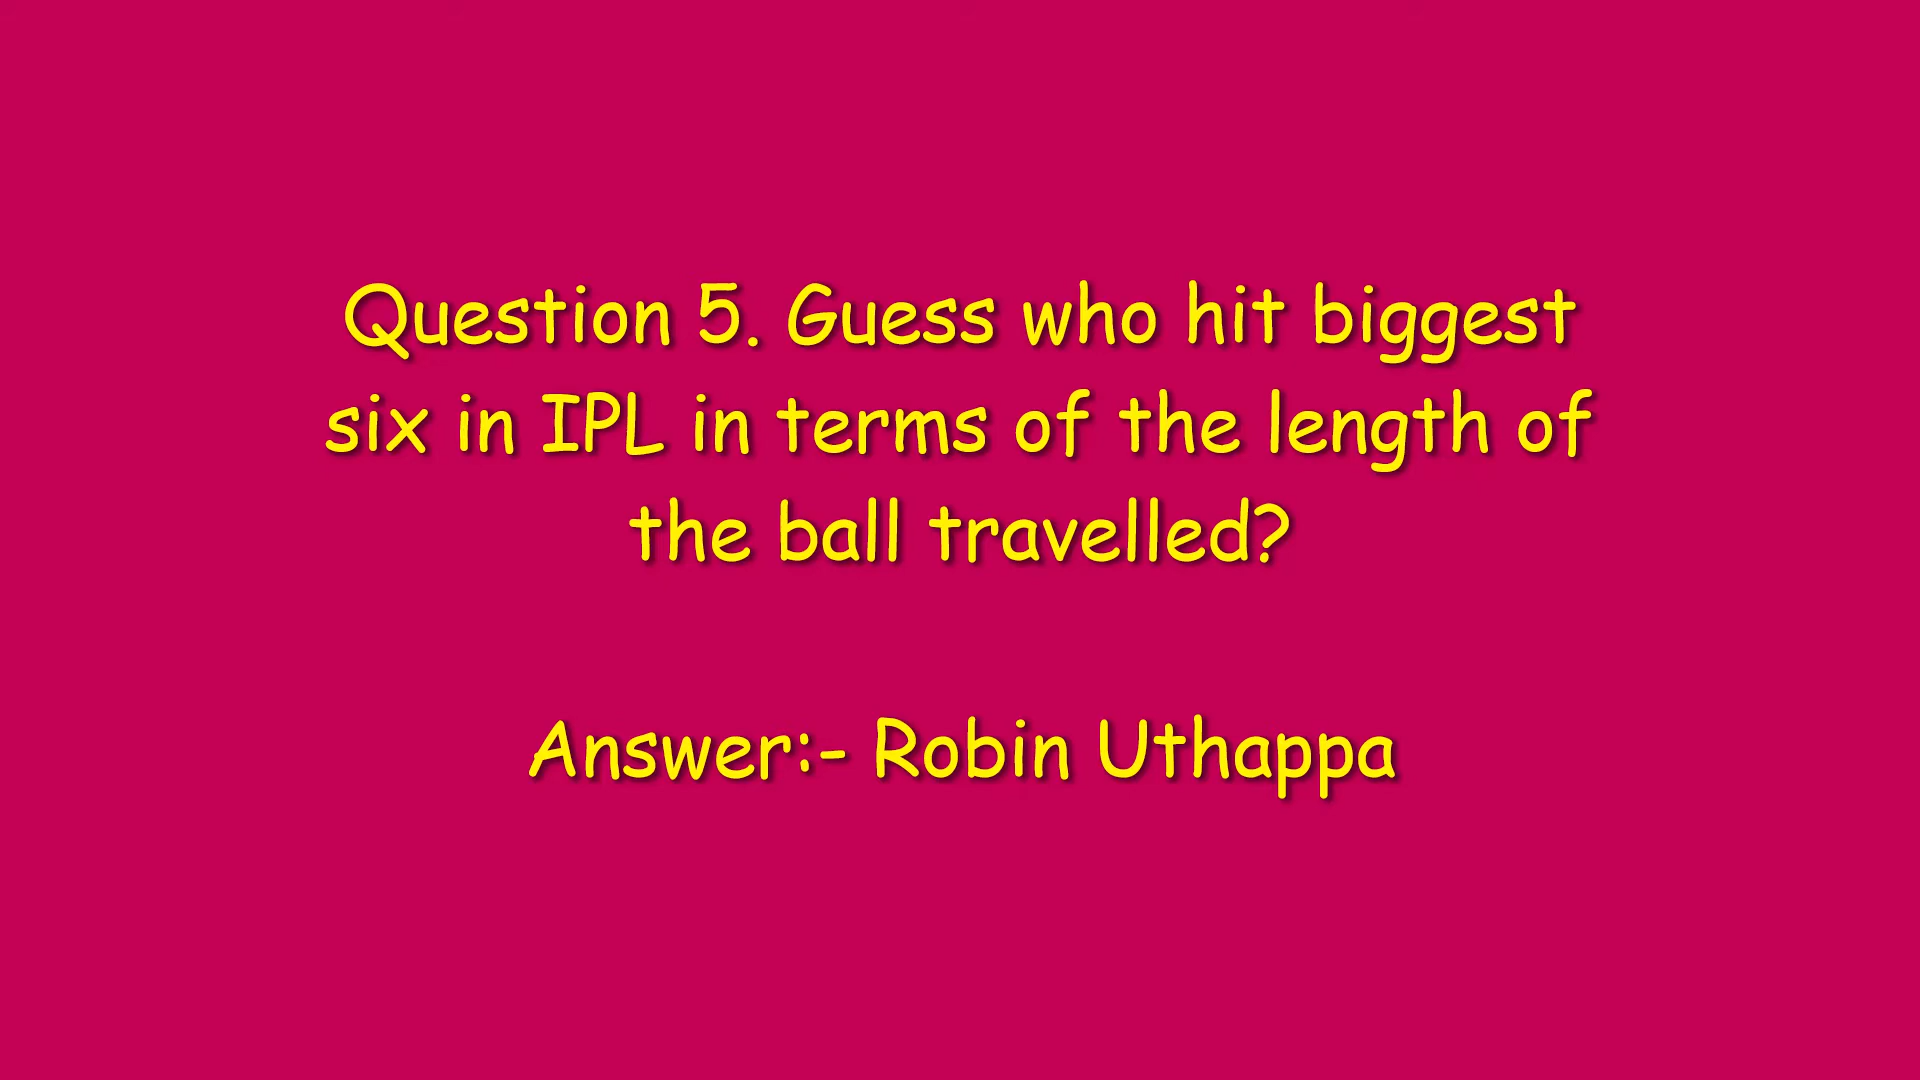 Question 5. Guess who hit biggest
six in IPL in terms of the length of
the ball travelled?
Answer:- Robin Uthappa